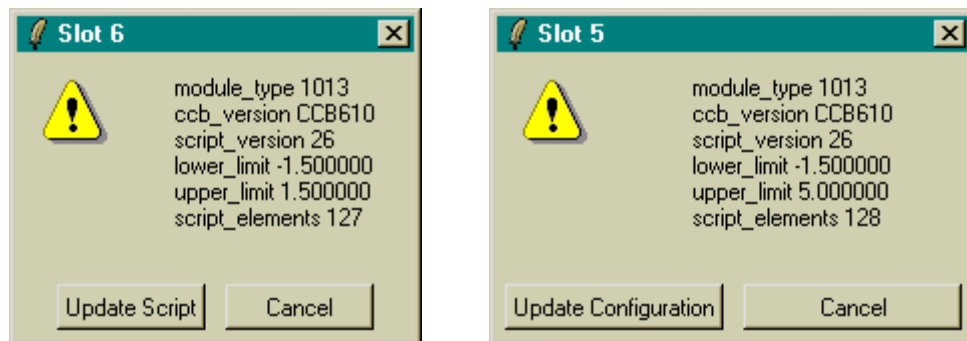 Slot 6
module_type 1013
ccb_version CCB610
script_version 26
lower_limit -1.500000
upper_limit 1.500000
script_elements 127
Update Script
Cancel
Slot 5
module_type 1013
ccb_version CCB610
script_version 26
lower_limit -1.500000
upper_limit 5.000000
script_elements 128
Update Configuration
Cancel